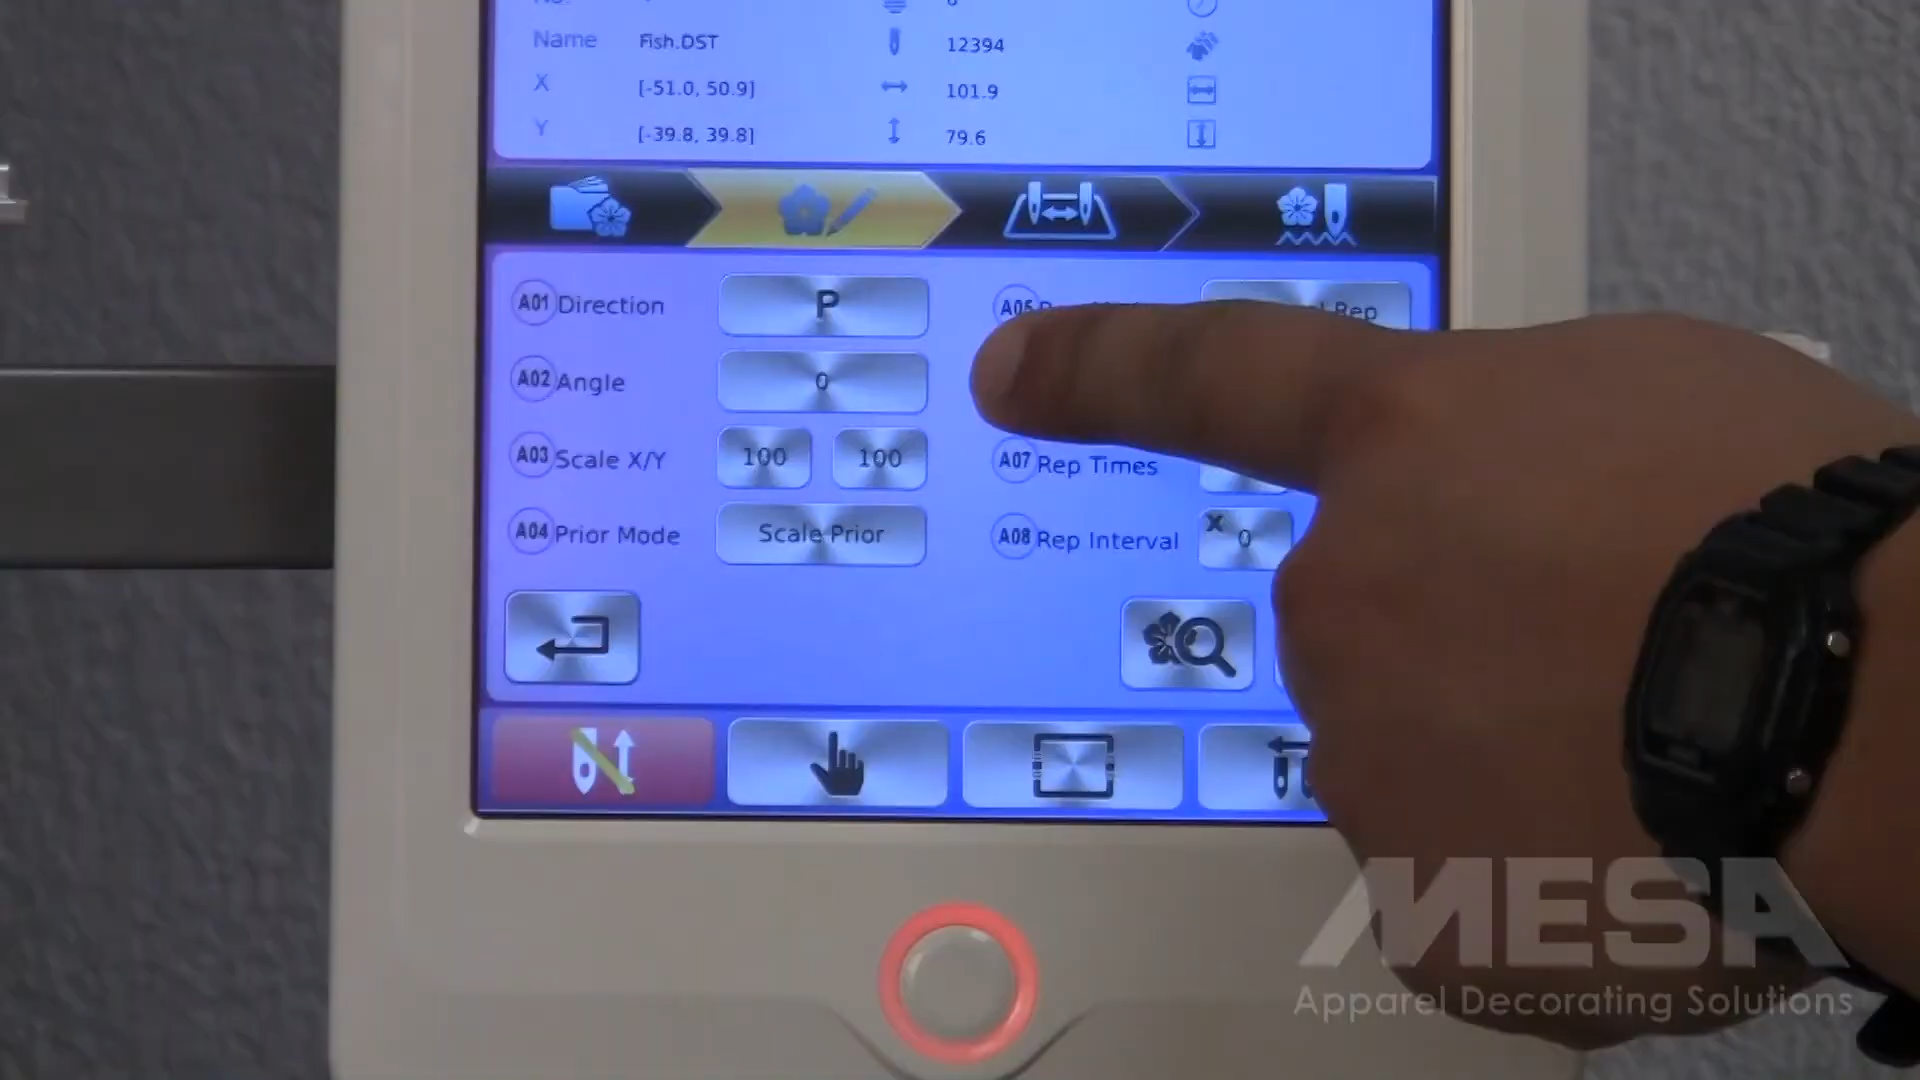 Name Fish.DST 12394
X [-51.0, 50.9] 101.9
Y [-39.8, 39.8] 79.6
A01 Direction P A05 Rep
A02 Angle 0
A03 Scale X/Y 100 100 A07 Rep Times
A04 Prior Mode Scale Prior A08 Rep Interval X 0
MESA
Apparel Decorating Solutions